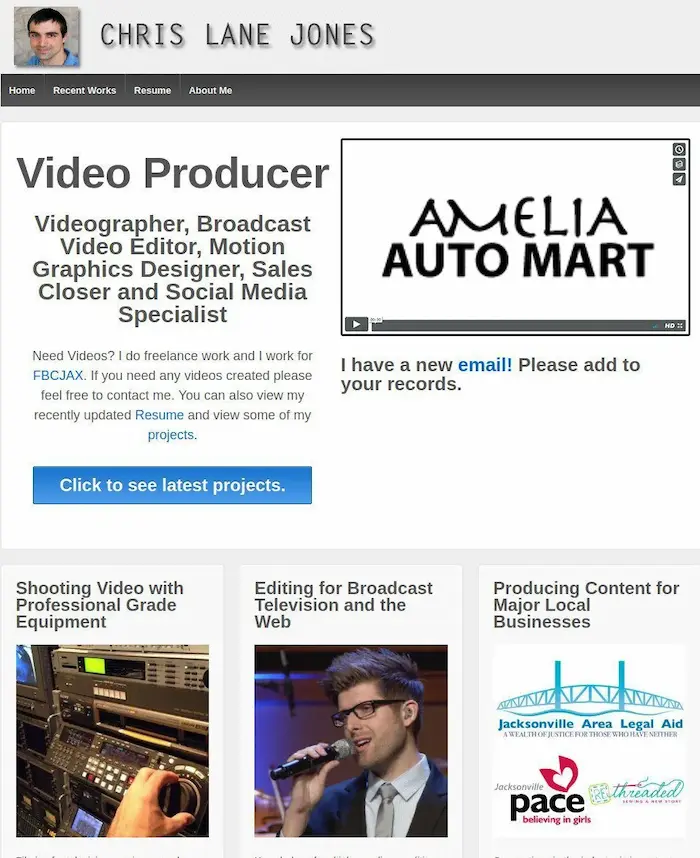 CHRIS LANE JONES
Home
Recent Works
Resume
About Me
Video Producer
Videographer, Broadcast
Video Editor, Motion
Graphics Designer, Sales
Closer and Social Media
Specialist
Need Videos? I do freelance work and I work for
FBCJAX. If you need any videos created please
feel free to contact me. You can also view my
recently updated Resume and view some of my
projects.
Click to see latest projects.
AMELIA
AUTO MART
HD
I have a new email! Please add to
your records.
Shooting Video with
Professional Grade
Equipment
Editing for Broadcast
Television and the
Web
Producing Content for
Major Local
Businesses
Jacksonville Area Legal Aid
A WEALTH OF JUSTICE FOR THOSE WHO HAVE NEITHER
Jacksonville
pace
believing in girls
RE threaded
SEWING A NEW STORY